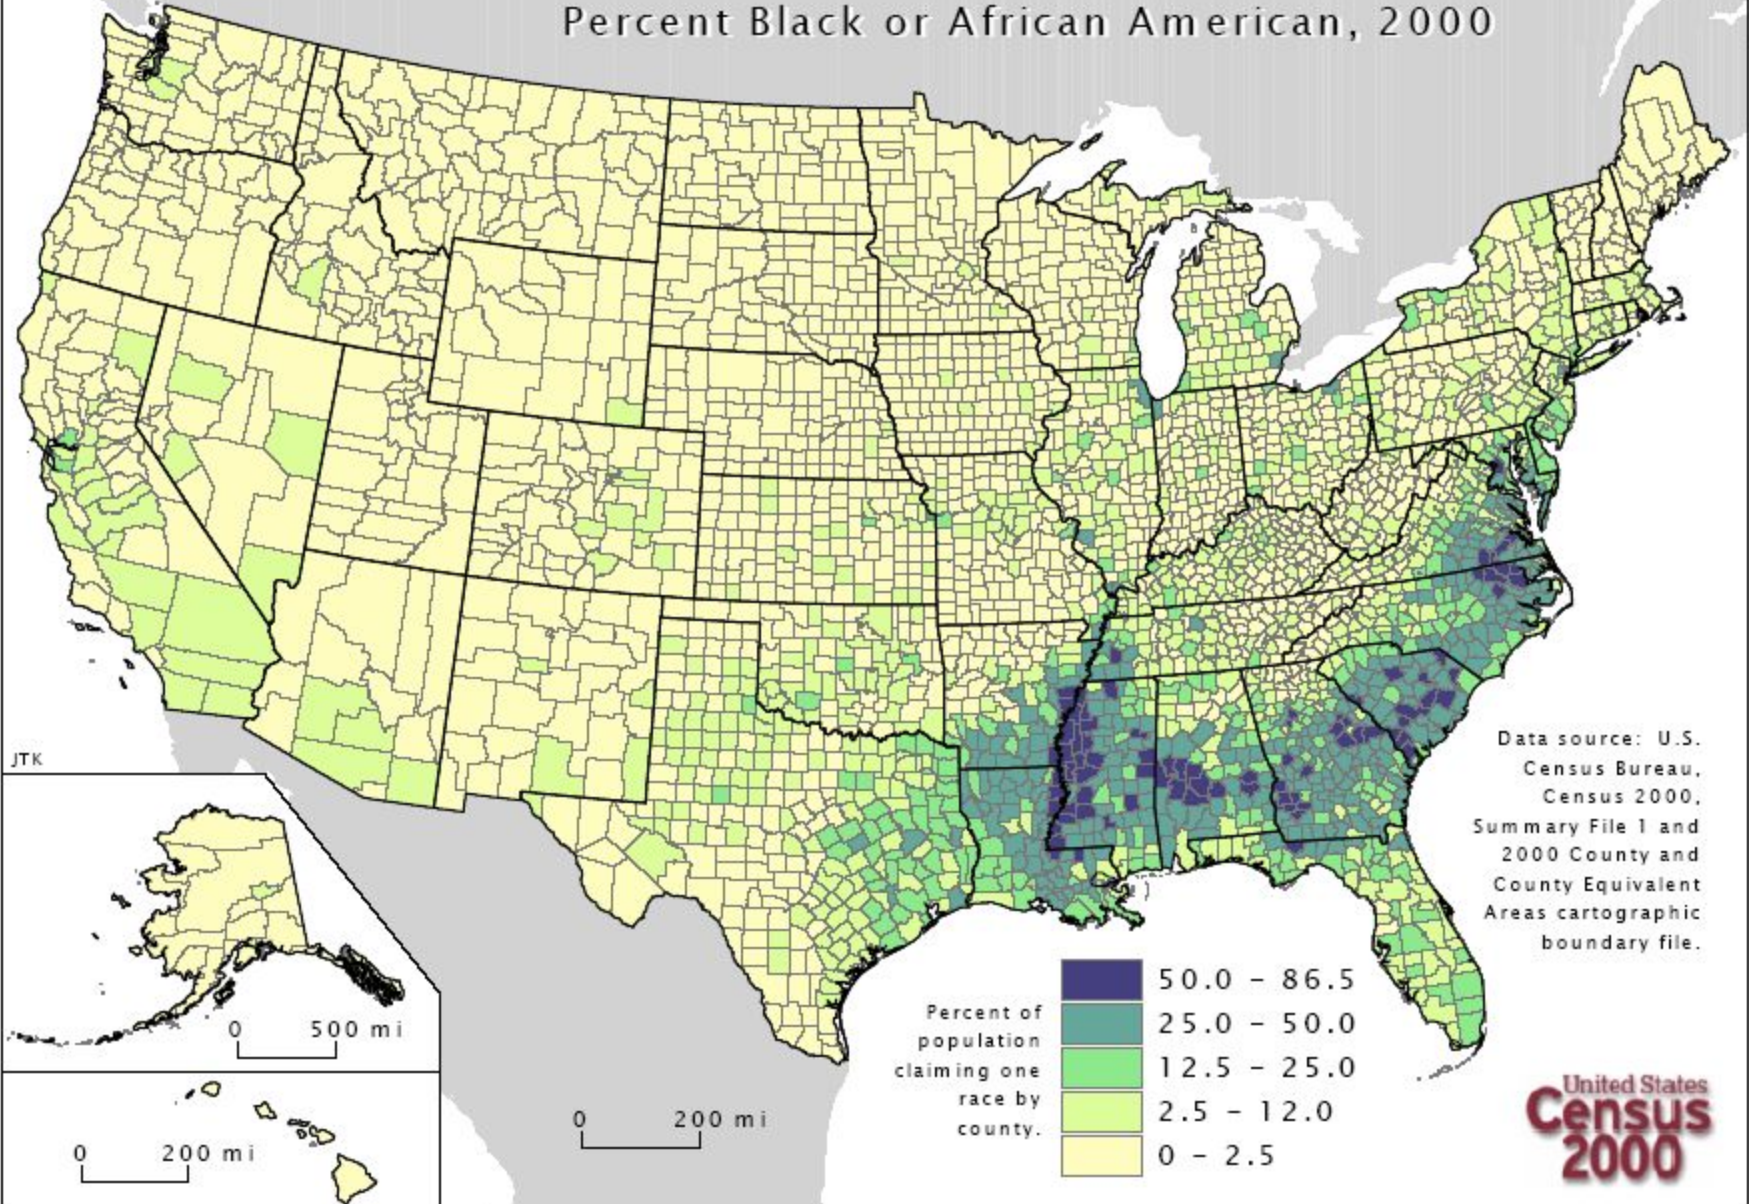 Percent Black or African American, 2000
JTK
Data source: U.S.
Census Bureau,
Census 2000,
Summary File 1 and
2000 County and
County Equivalent
Areas cartographic
boundary file.
0 500 mi
0 200 mi
0 200 mi
Percent of
population
claiming one
race by
county.
50.0 - 86.5
25.0 - 50.0
12.5 - 25.0
2.5 - 12.0
0 - 2.5
United States
Census
2000